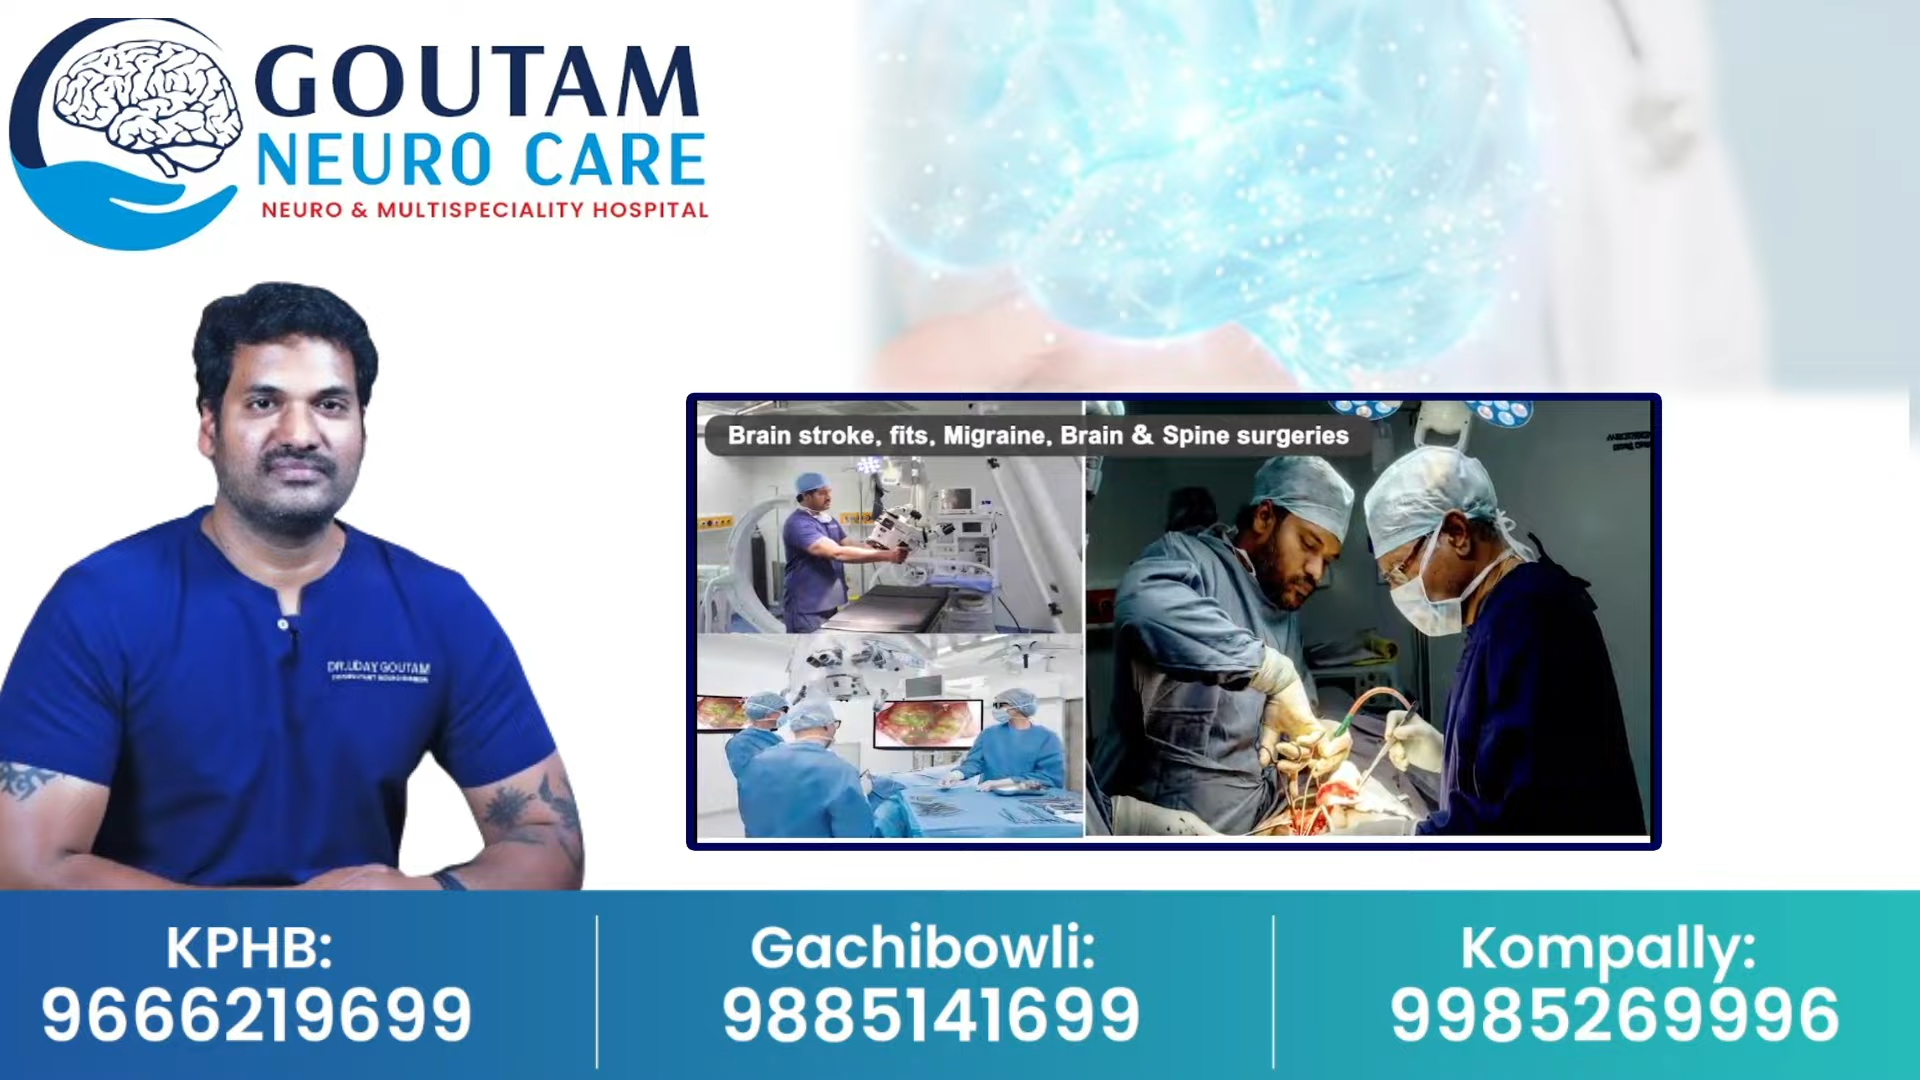 GOUTAM
NEURO CARE
NEURO & MULTISPECIALITY HOSPITAL
Brain stroke, fits, Migraine, Brain & Spine surgeries
DR.UDAY GOUTAM
KPHB:
9666219699
Gachibowli:
9885141699
Kompally:
9985269996